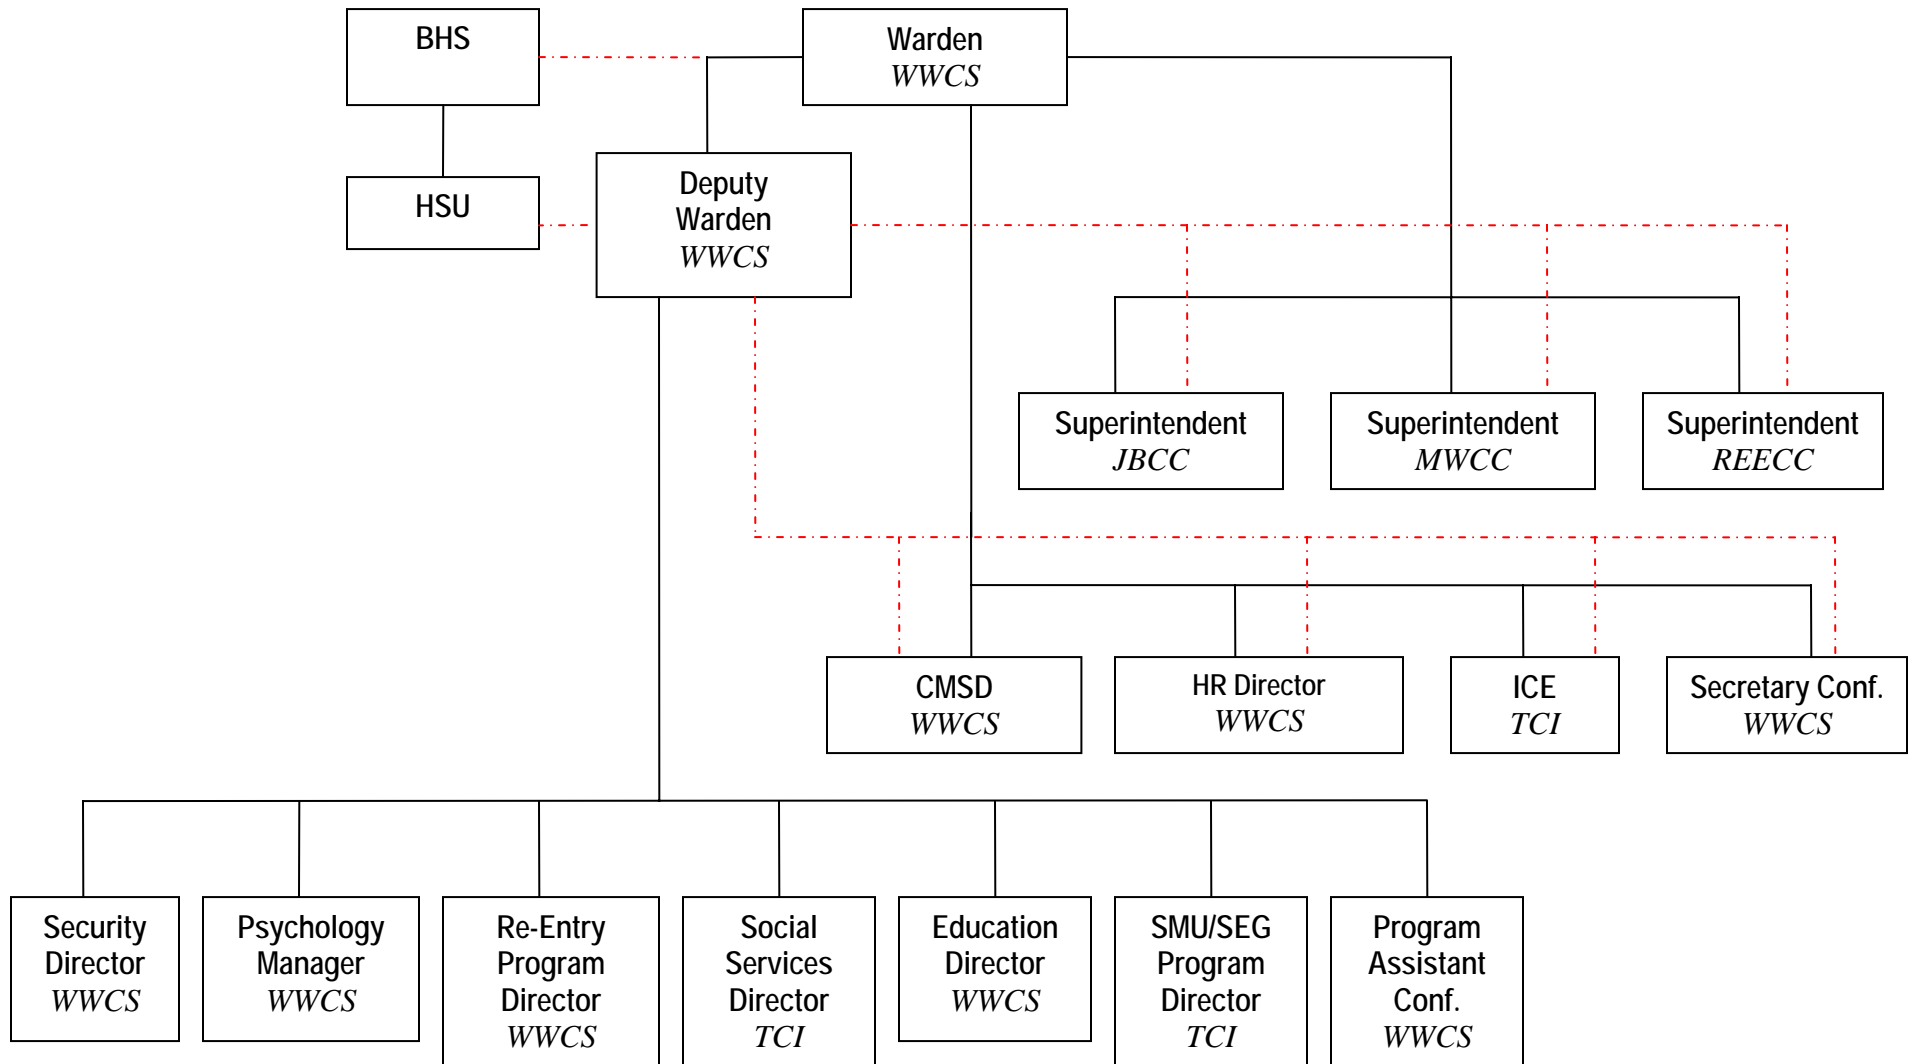 BHS
Warden
WWCS
HSU
Deputy
Warden
WWCS
Superintendent
JBCC
Superintendent
MWCC
Superintendent
REECC
CMSD
WWCS
HR Director
WWCS
ICE
TCI
Secretary Conf.
WWCS
Security
Director
WWCS
Psychology
Manager
WWCS
Re-Entry
Program
Director
WWCS
Social
Services
Director
TCI
Education
Director
WWCS
SMU/SEG
Program
Director
TCI
Program
Assistant
Conf.
WWCS